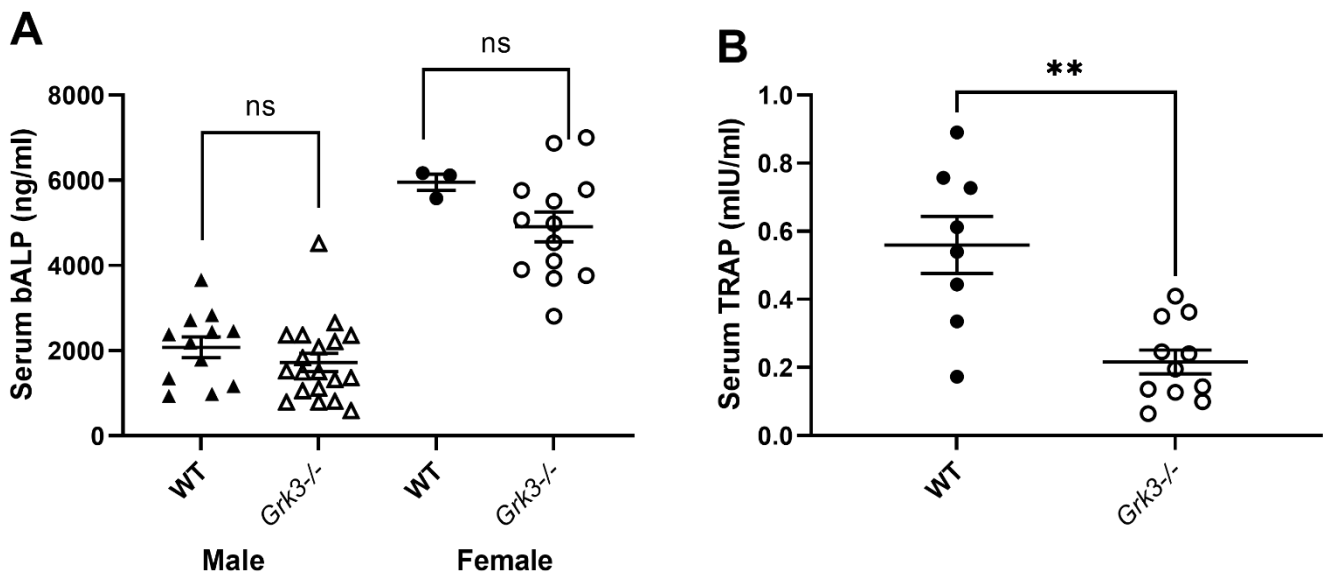 A
ns
ns
Serum bALP (ng/ml)
8000
6000
4000
2000
0
WT
Grk3-/-
WT
Grk3-/-
Male
Female
B
**
Serum TRAP (mIU/ml)
1.0
0.8
0.6
0.4
0.2
0.0
WT
Grk3-/-